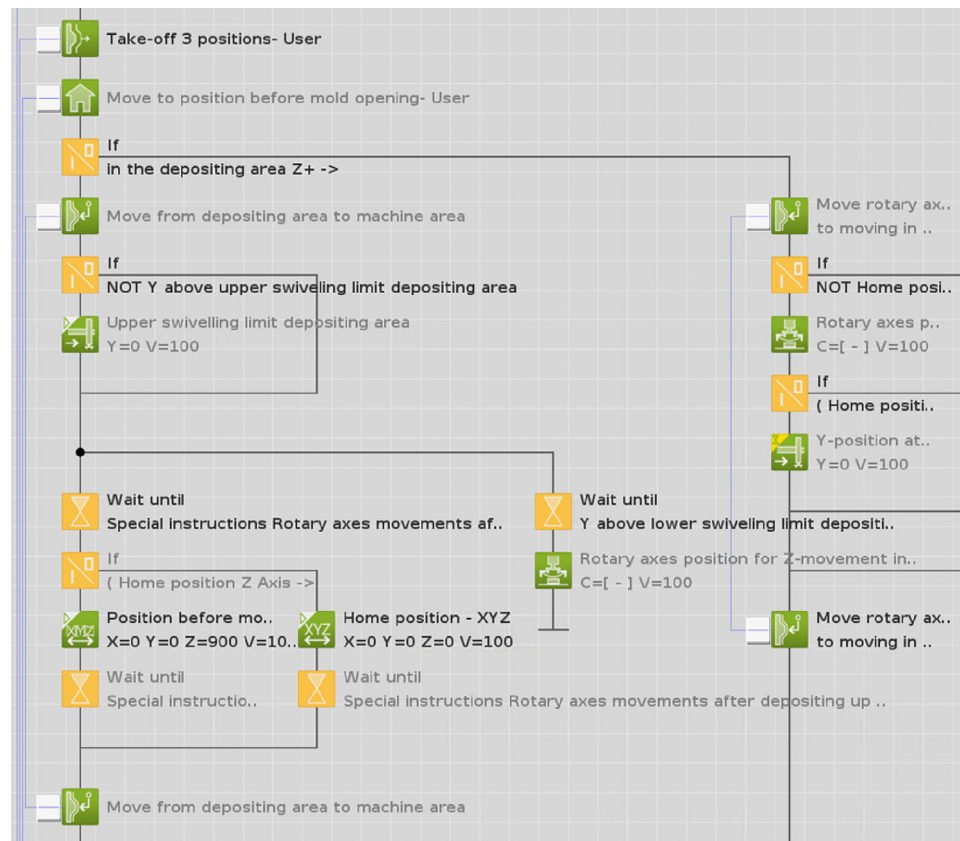 Take-off 3 positions- User
Move to position before mold opening- User
If
in the depositing area Z+ ->
Move from depositing area to machine area
Move rotary ax..
to moving in ..
If
NOT Y above upper swiveling limit depositing area
If
NOT Home posi..
Upper swivelling limit depositing area
Y=0 V=100
Rotary axes p..
C=[ - ] V=100
If
( Home positi..
Y-position at..
Y=0 V=100
Wait until
Special instructions Rotary axes movements af..
Wait until
Y above lower swiveling limit depositi..
If
( Home position Z Axis ->
Rotary axes position for Z-movement in..
C=[ - ] V=100
Position before mo..
X=0 Y=0 Z=900 V=10..
Home position - XYZ
X=0 Y=0 Z=0 V=100
Move rotary ax..
to moving in ..
Wait until
Special instructio..
Wait until
Special instructions Rotary axes movements after depositing up ..
Move from depositing area to machine area